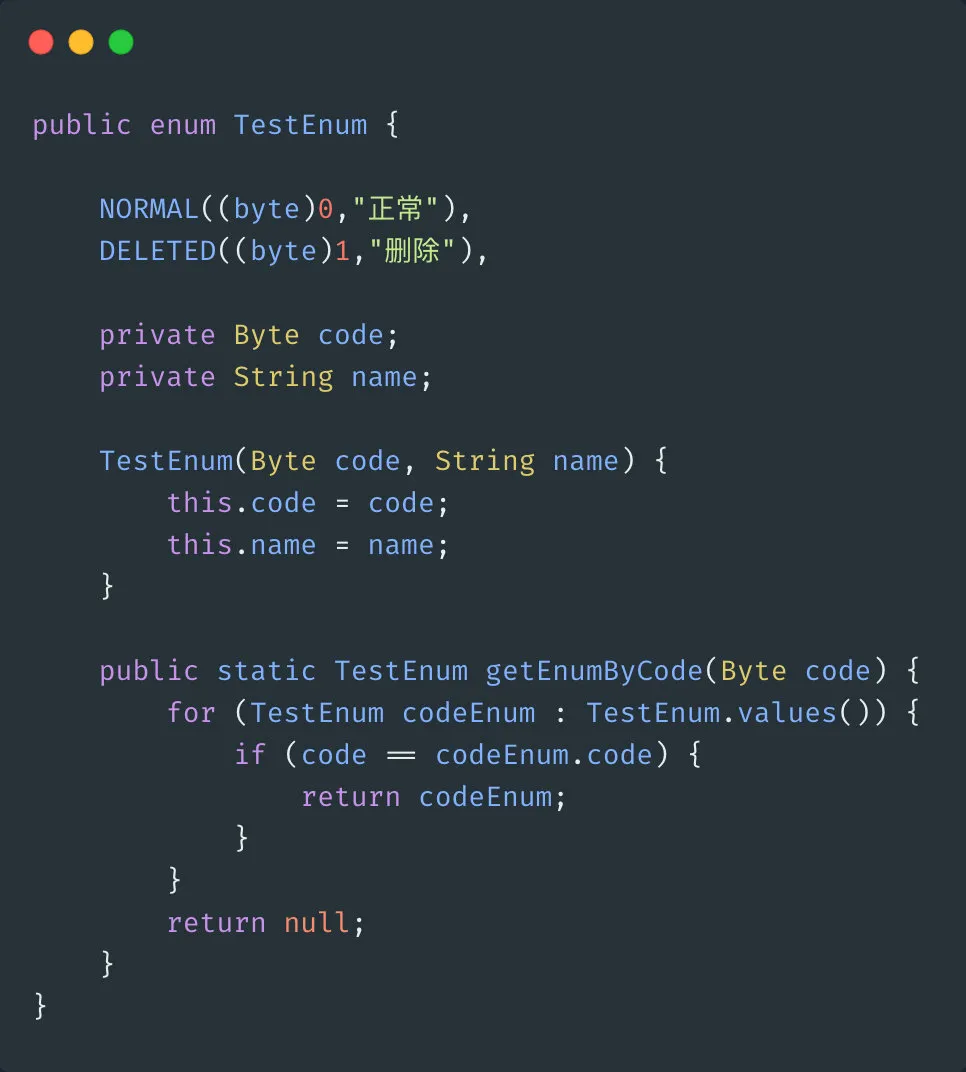 public enum TestEnum {
NORMAL((byte)0,"正常"),
DELETED((byte)1,"删除"),
private Byte code;
private String name;
TestEnum(Byte code, String name) {
this.code = code;
this.name = name;
}
public static TestEnum getEnumByCode(Byte code) {
for (TestEnum codeEnum : TestEnum.values()) {
if (code == codeEnum.code) {
return codeEnum;
}
}
return null;
}
}